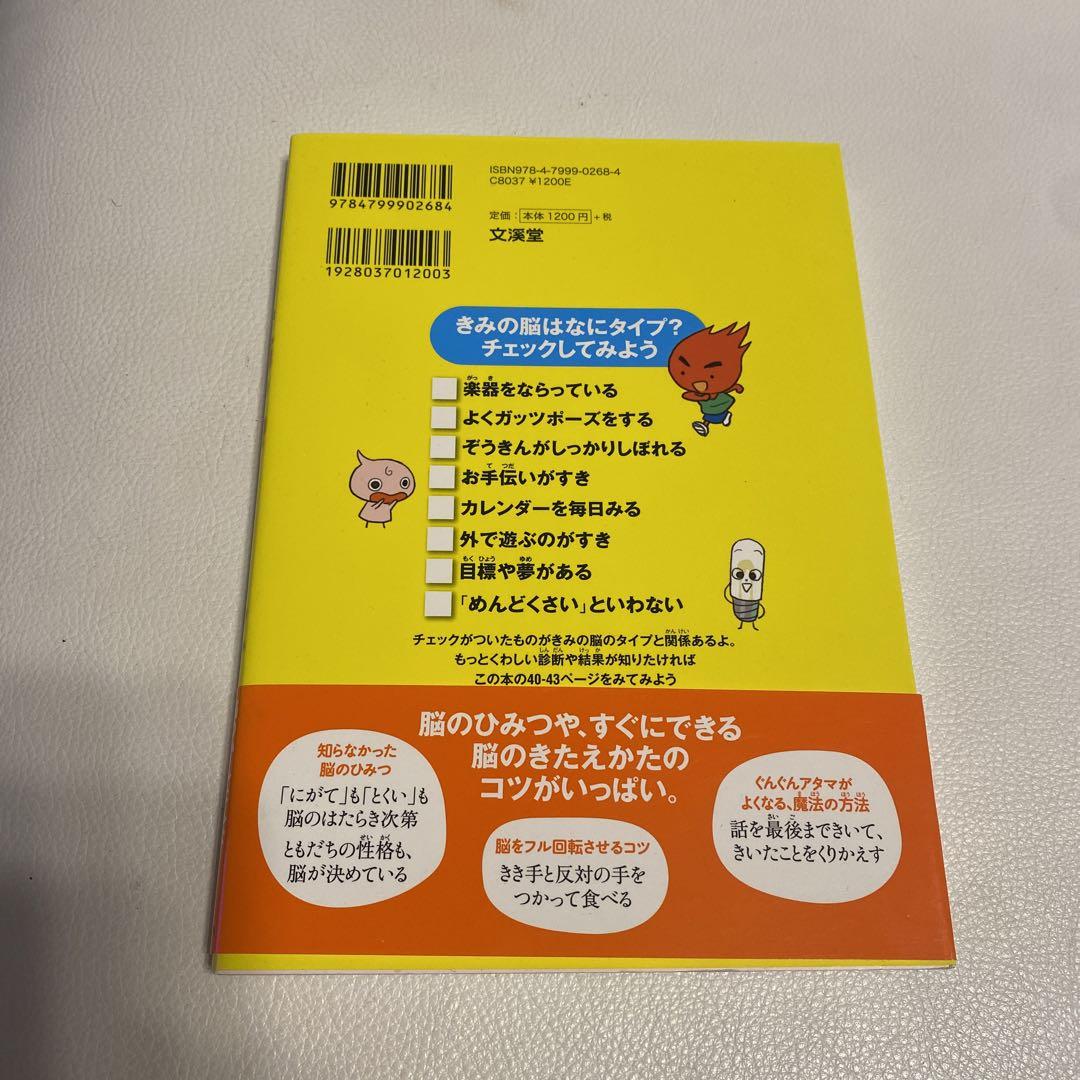 ISBN978-4-7999-0268-4
C8037 ¥1200E
9784799902684
定価：本体1200円+税
文溪堂
1928037012003
きみの脳はなにタイプ？
チェックしてみよう
楽器をならっている
よくガッツポーズをする
ぞうきんがしっかりしぼれる
お手伝いがすき
カレンダーを毎日みる
外で遊ぶのがすき
目標や夢がある
「めんどくさい」といわない
チェックがついたものがきみの脳のタイプと関係あるよ。
もっとくわしい診断や結果が知りたければ
この本の40-43ページをみてみよう
脳のひみつや、すぐにできる
脳のきたえかたの
コツがいっぱい。
知らなかった
脳のひみつ
「にがて」も「とくい」も
脳のはたらき次第
ともだちの性格も、
脳が決めている
脳をフル回転させるコツ
きき手と反対の手を
つかって食べる
ぐんぐんアタマが
よくなる、魔法の方法
話を最後まできいて、
きいたことをくりかえす